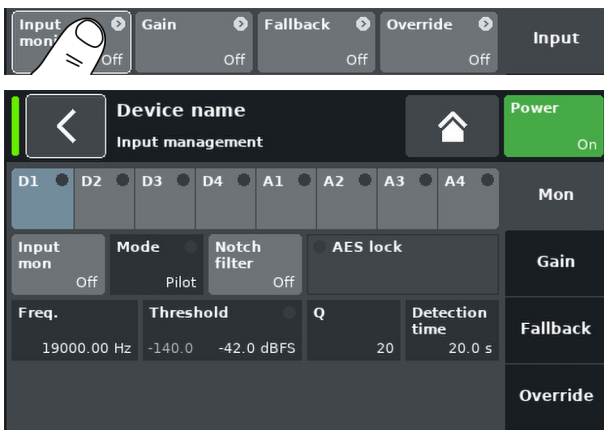 Input
Gain
Fallback
Override
Input
Off
Off
Off
Off
Device name
Input management
Power
On
D1
D2
D3
D4
A1
A2
A3
A4
Mon
Input
mon
Off
Mode
Pilot
Notch
filter
Off
AES lock
Gain
Freq.
19000.00 Hz
Threshold
-140.0
-42.0 dBFS
Q
20
Detection
time
20.0 s
Fallback
Override